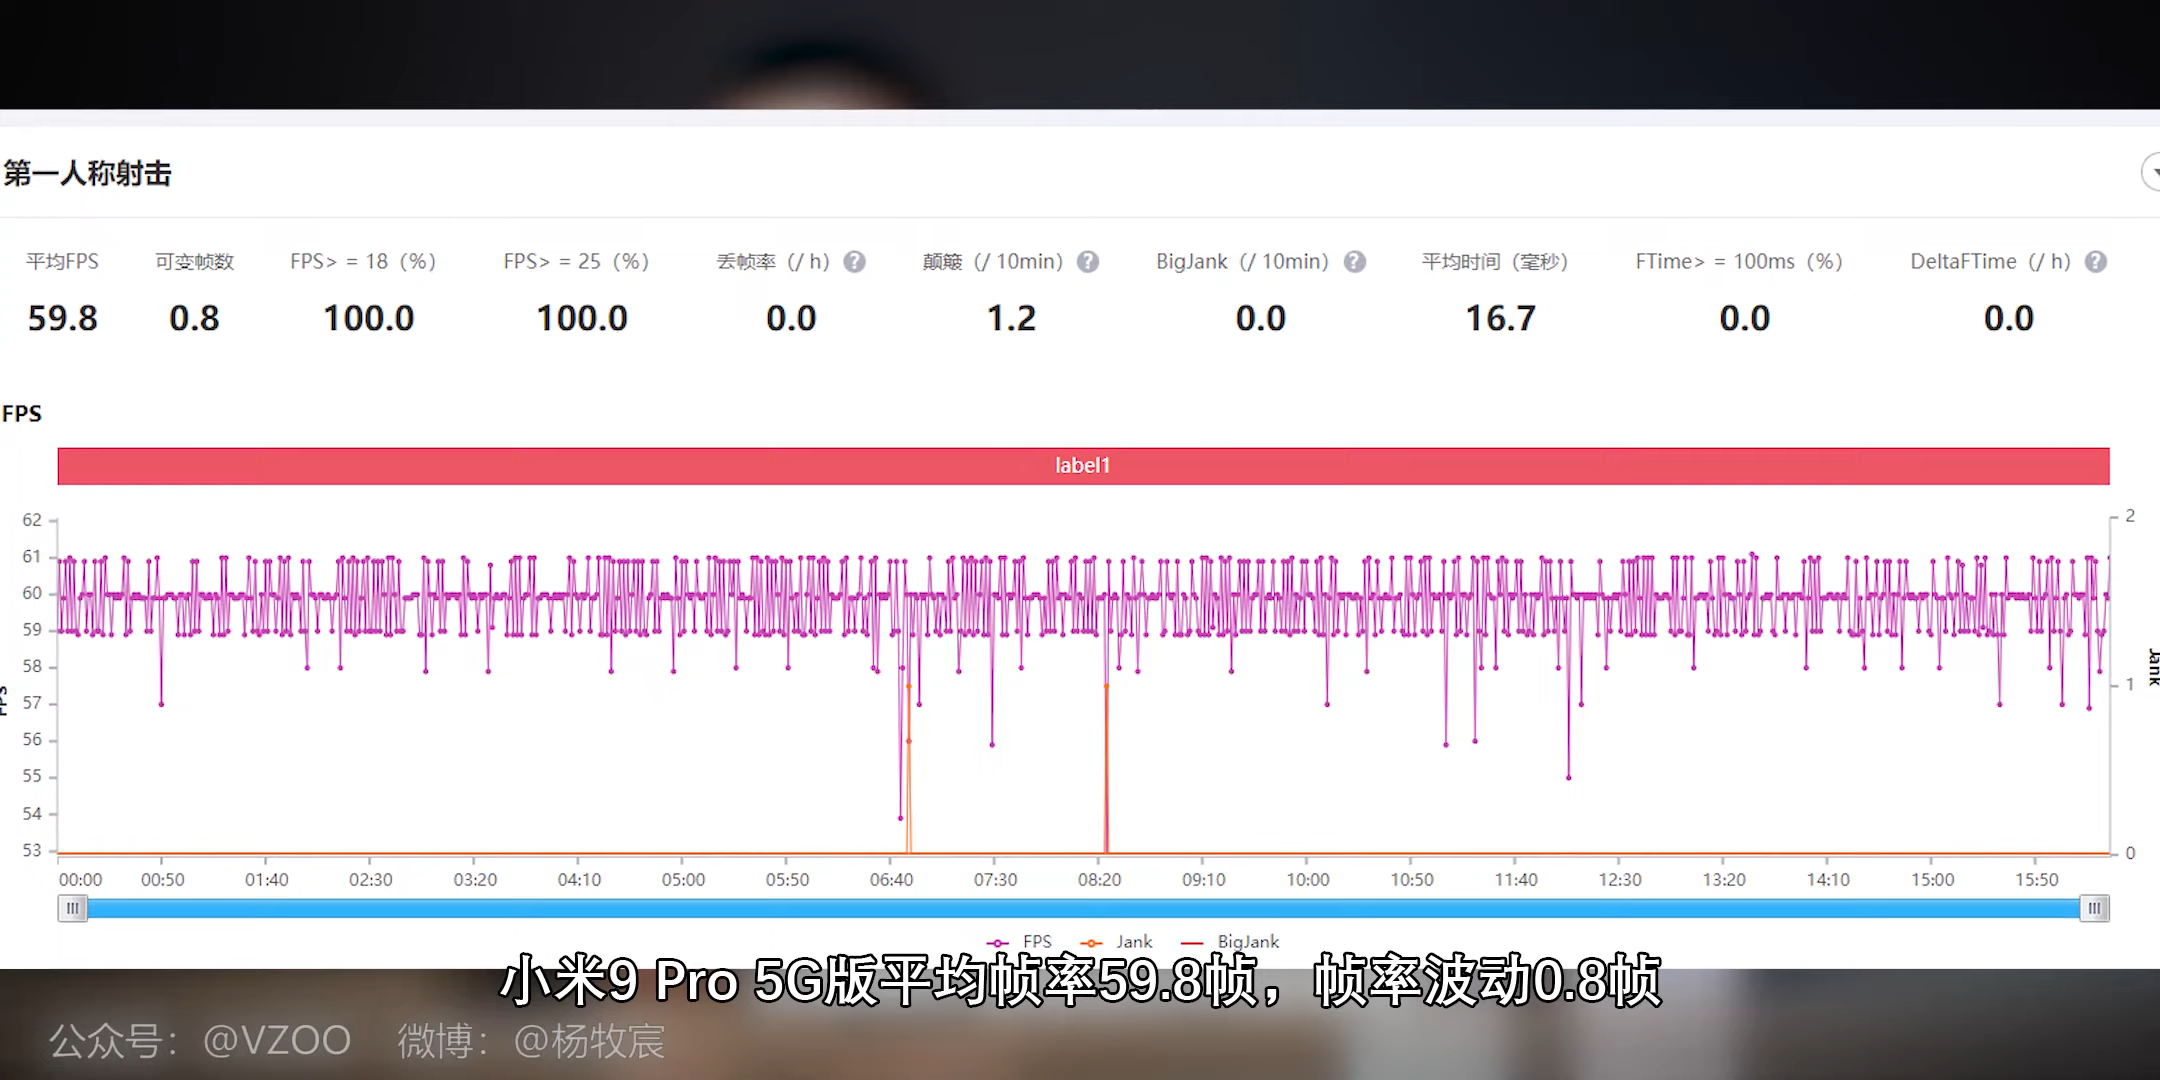 第一人称射击
平均FPS 可变帧数 FPS> = 18（%） FPS> = 25（%） 丢帧率（/ h） ? 颠簸（/ 10min） ? BigJank（/ 10min） ? 平均时间（毫秒） FTime> = 100ms（%） DeltaFTime（/ h） ?
59.8 0.8 100.0 100.0 0.0 1.2 0.0 16.7 0.0 0.0
FPS
label1
62
61
60
59
58
57
56
55
54
53
FPS
2
1
0
Jank
00:00 00:50 01:40 02:30 03:20 04:10 05:00 05:50 06:40 07:30 08:20 09:10 10:00 10:50 11:40 12:30 13:20 14:10 15:00 15:50
FPS Jank BigJank
小米9 Pro 5G版平均帧率59.8帧，帧率波动0.8帧
公众号：@VZOO 微博：@杨牧宸